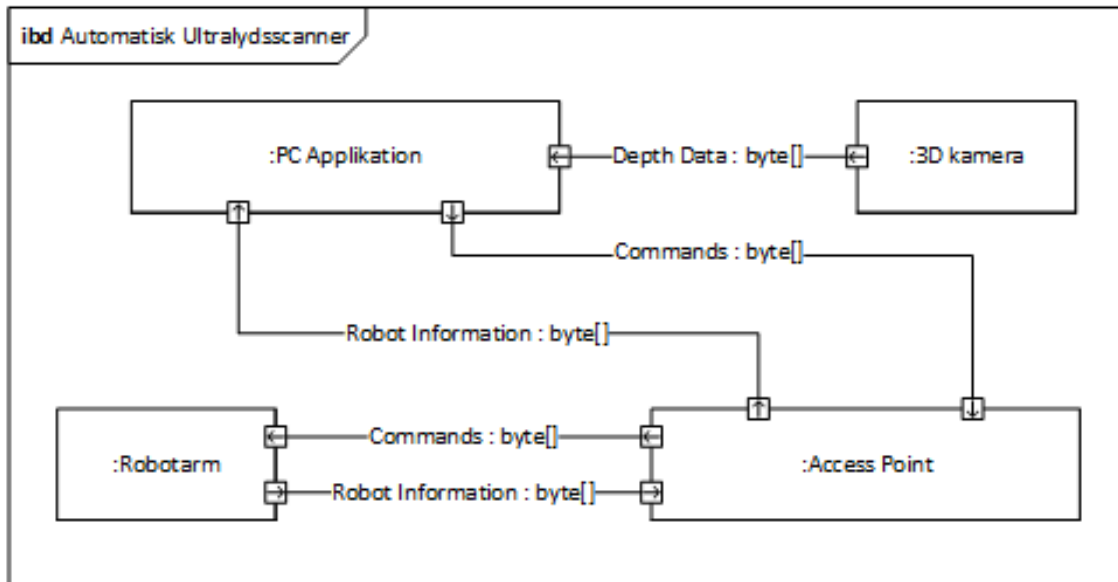 ibd Automatisk Ultralydsscanner
:PC Applikation
Depth Data : byte[]
:3D kamera
Commands : byte[]
Robot Information : byte[]
Commands : byte[]
:Robotarm
:Access Point
Robot Information : byte[]